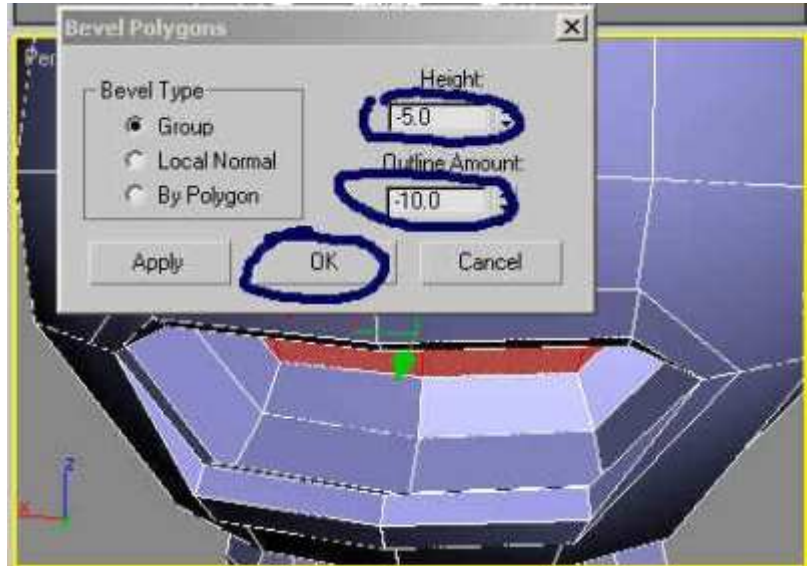 Bevel Polygons
Per
Bevel Type
Group
Local Normal
By Polygon
Height:
-5.0
Outline Amount:
-10.0
Apply
OK
Cancel
z
x